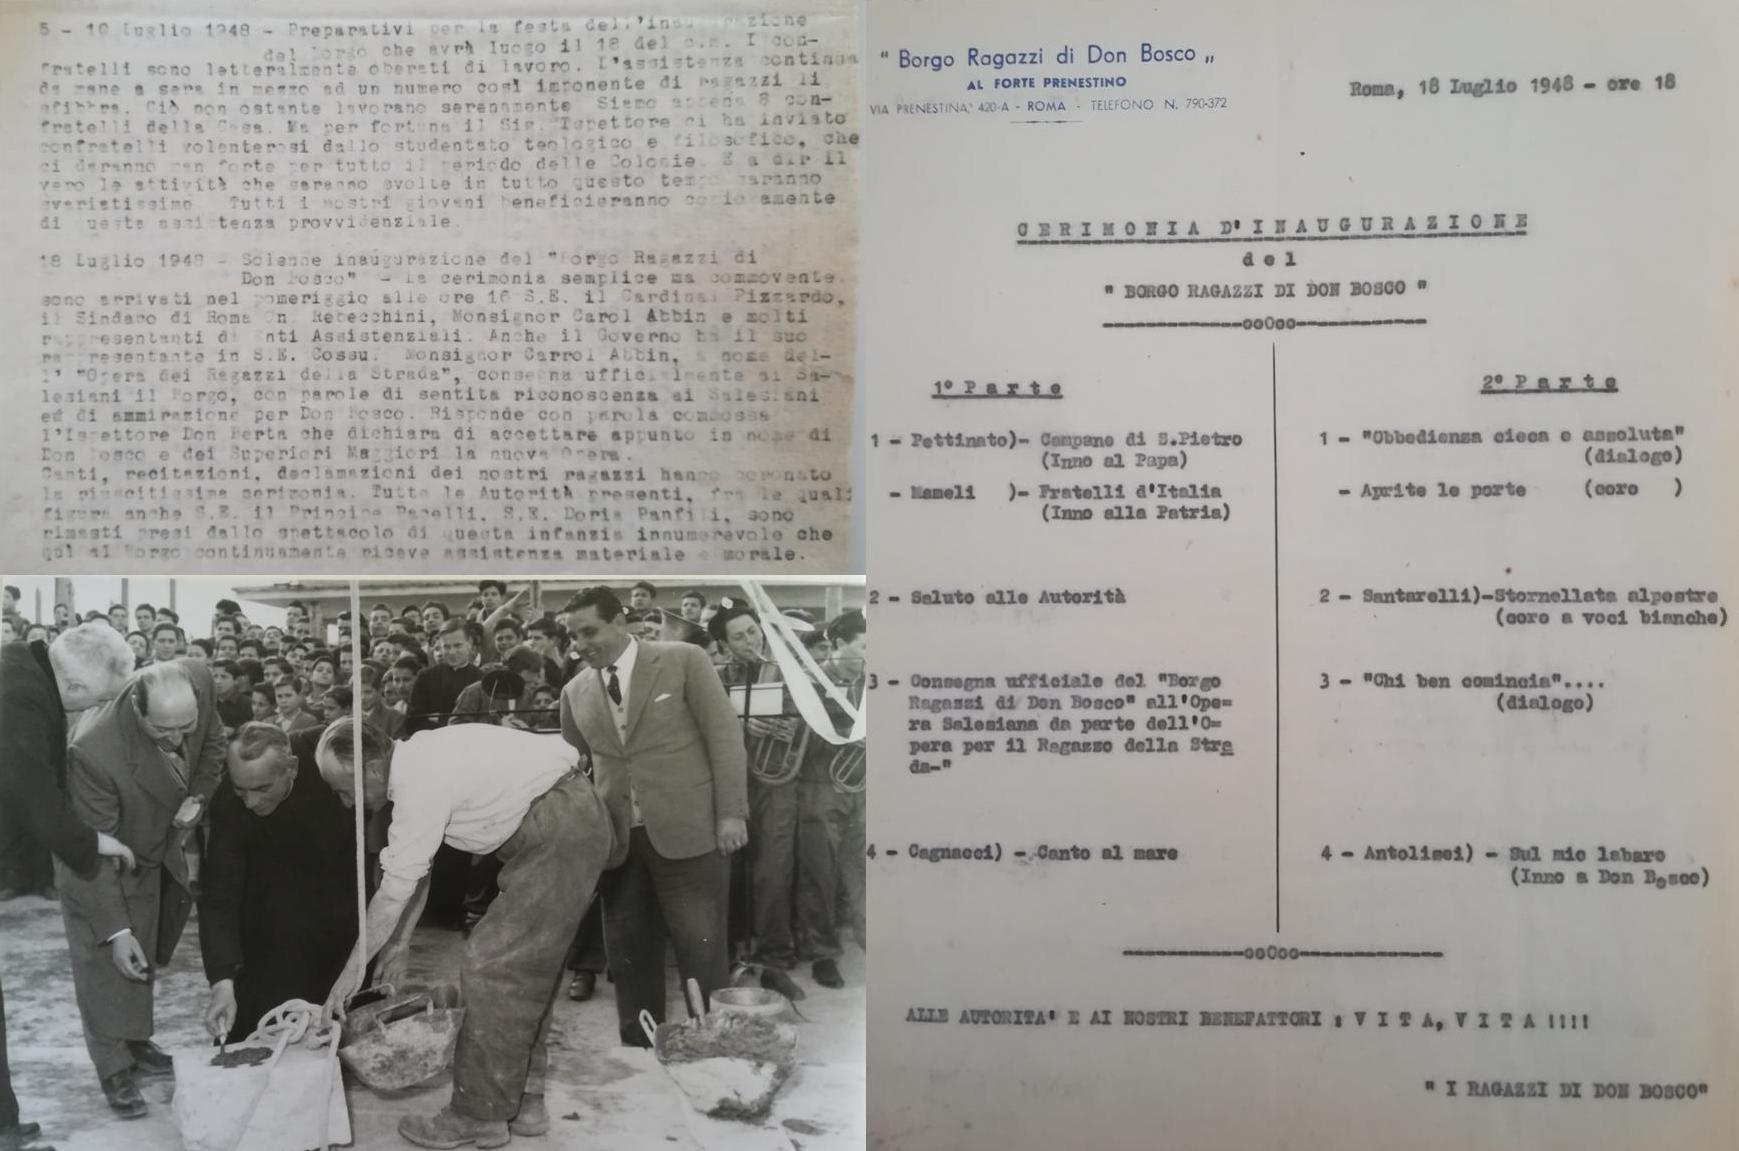 5 - 10 Luglio 1948 - Preparativi per la festa dell'inaugurazione
del Borgo che avrà luogo il 18 del c.m. I con-
fratelli sono letteralmente oberati di lavoro. L'assistenza continua
da mane a sera in mezzo ad un numero così imponente di ragazzi li
sfibbra. Ciò non ostante lavorano serenamente Siamo appena 8 con-
fratelli della Casa. Ma per fortuna il Sig. Ispettore ci ha inviato
confratelli volenterosi dallo studentato teologico e filosofico, che
ci daranno man forte per tutto il periodo delle Colonie. E a dir il
vero le attività che saranno svolte in tutto questo tempo saranno
svariatissime Tutti i nostri giovani beneficieranno copiosamente
di questa assistenza provvidenziale.
18 Luglio 1948 - Solenne inaugurazione del "Borgo Ragazzi di
Don Bosco" - la cerimonia semplice ma commovente.
sono arrivati nel pomeriggio alle ore 18 S.E. il Cardinal Pizzardo,
il Sindaco di Roma On. Rebecchini, Monsignor Carol Abbin e molti
rappresentanti di Enti Assistenziali. Anche il Governo ha il suo
rappresentante in S.E. Cossu. Monsignor Carrol Abbin, a nome del-
l' "Opera dei Ragazzi della Strada", consegna ufficialmente ai Sa-
lesiani il Borgo, con parole di sentita riconoscenza ai Salesiani
ed di ammirazione per Don Bosco. Risponde con parola commossa
l'Ispettore Don Berta che dichiara di accettare appunto in nome di
Don Bosco e dei Superiori Maggiori la nuova Opera.
Canti, recitazioni, declamazioni dei nostri ragazzi hanno coronato
la riuscitissima cerimonia. Tutte le Autorità presenti, fra le quali
figura anche S.E. il Principe Pacelli, S.E. Doria Panfili, sono
rimasti presi dallo spettacolo di questa infanzia innumerevole che
quì al Borgo continuamente riceve assistenza materiale e morale.
" Borgo Ragazzi di Don Bosco „
AL FORTE PRENESTINO
VIA PRENESTINA, 420-A - ROMA - TELEFONO N. 790-372
Roma, 18 Luglio 1948 - ore 18
CERIMONIA D'INAUGURAZIONE
del
" BORGO RAGAZZI DI DON BOSCO "
------ooOoo------
1° Parte
1 - Pettinato)- Campane di S.Pietro
(Inno al Papa)
- Mameli )- Fratelli d'Italia
(Inno alla Patria)
2 - Saluto alle Autorità
3 - Consegna ufficiale del "Borgo
Ragazzi di Don Bosco" all'Ope=
ra Salesiana da parte dell'O=
pera per il Ragazzo della Stra
da-"
4 - Cagnacci) - Canto al mare
2° Parte
1 - "Obbedienza cieca e assoluta"
(dialogo)
- Aprite le porte (coro )
2 - Santarelli)-Stornellata alpestre
(coro a voci bianche)
3 - "Chi ben comincia"....
(dialogo)
4 - Antolisei) - Sul mio labaro
(Inno a Don Bosco)
------ooOoo------
ALLE AUTORITA' E AI NOSTRI BENEFATTORI : V I T A, V I T A !!!!
" I RAGAZZI DI DON BOSCO"